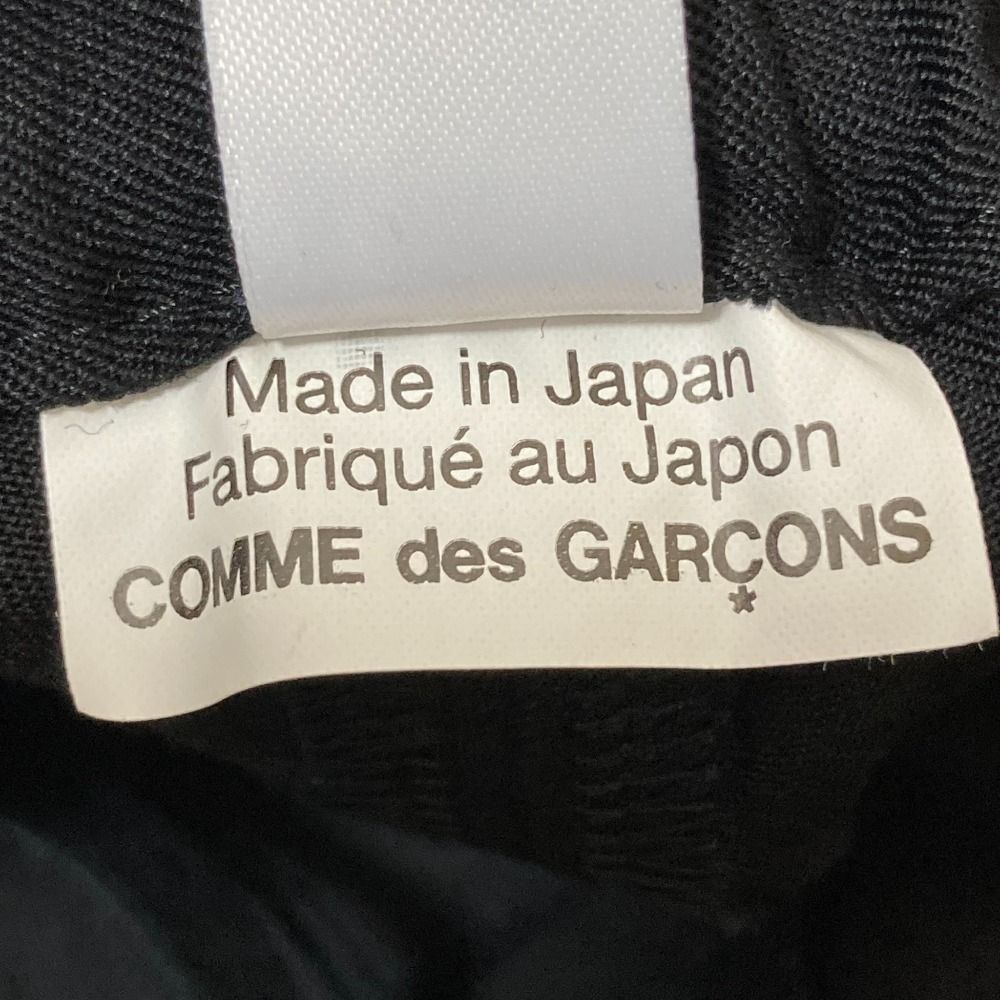 Made in Japan
Fabriqué au Japon
COMME des GARÇONS